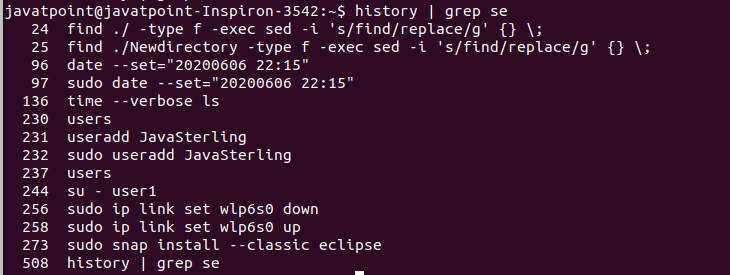 javatpoint@javatpoint-Inspiron-3542:~$ history | grep se
24 find ./ -type f -exec sed -i 's/find/replace/g' {} \;
25 find ./Newdirectory -type f -exec sed -i 's/find/replace/g' {} \;
96 date --set="20200606 22:15"
97 sudo date --set="20200606 22:15"
136 time --verbose ls
230 users
231 useradd JavaSterling
232 sudo useradd JavaSterling
237 users
244 su - user1
256 sudo ip link set wlp6s0 down
258 sudo ip link set wlp6s0 up
273 sudo snap install --classic eclipse
508 history | grep se